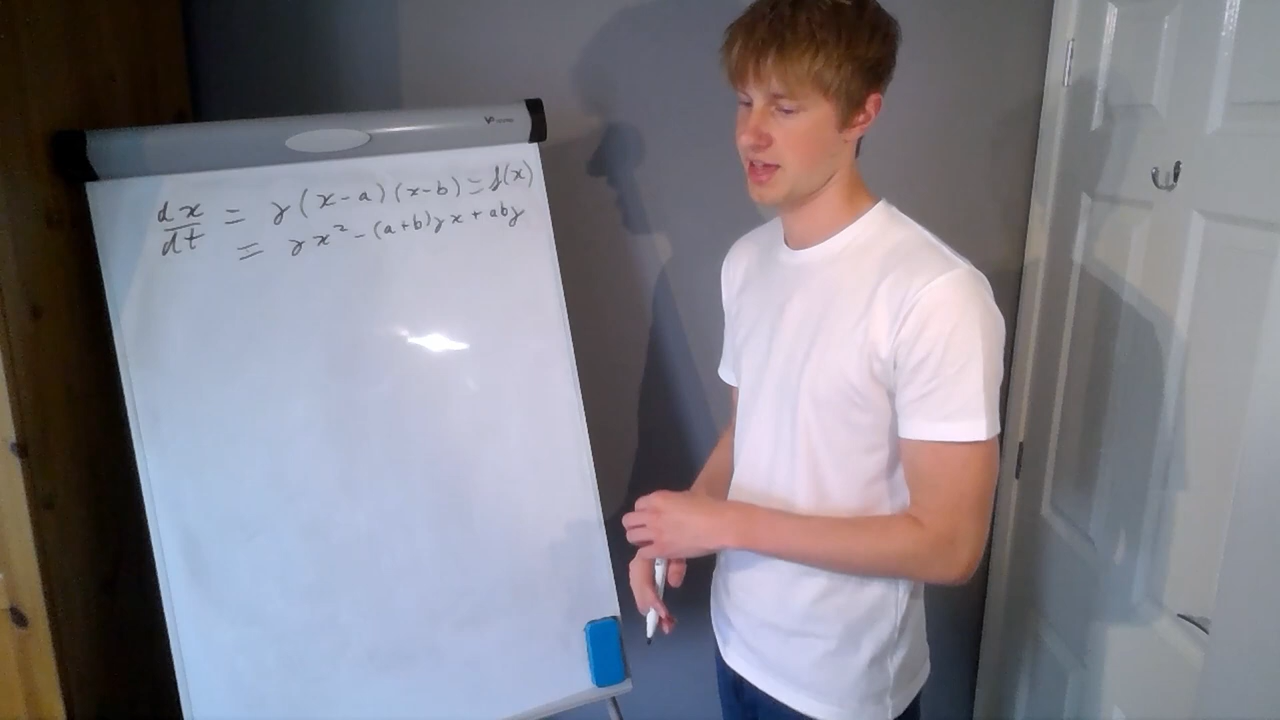 dx/dt = γ(x-a)(x-b) = f(x)
= γx² - (a+b)γx + abγ